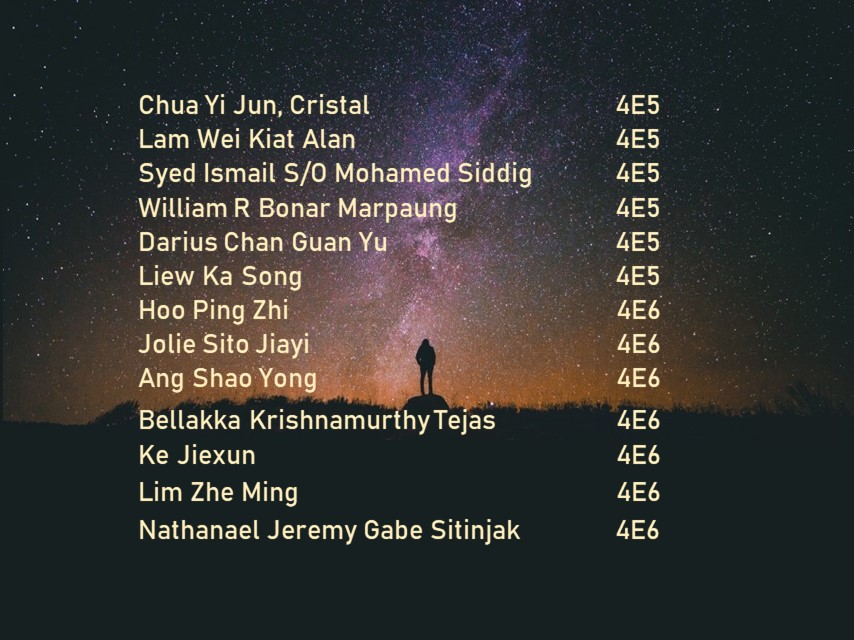 Chua Yi Jun, Cristal 4E5
Lam Wei Kiat Alan 4E5
Syed Ismail S/O Mohamed Siddig 4E5
William R Bonar Marpaung 4E5
Darius Chan Guan Yu 4E5
Liew Ka Song 4E5
Hoo Ping Zhi 4E6
Jolie Sito Jiayi 4E6
Ang Shao Yong 4E6
Bellakka Krishnamurthy Tejas 4E6
Ke Jiexun 4E6
Lim Zhe Ming 4E6
Nathanael Jeremy Gabe Sitinjak 4E6